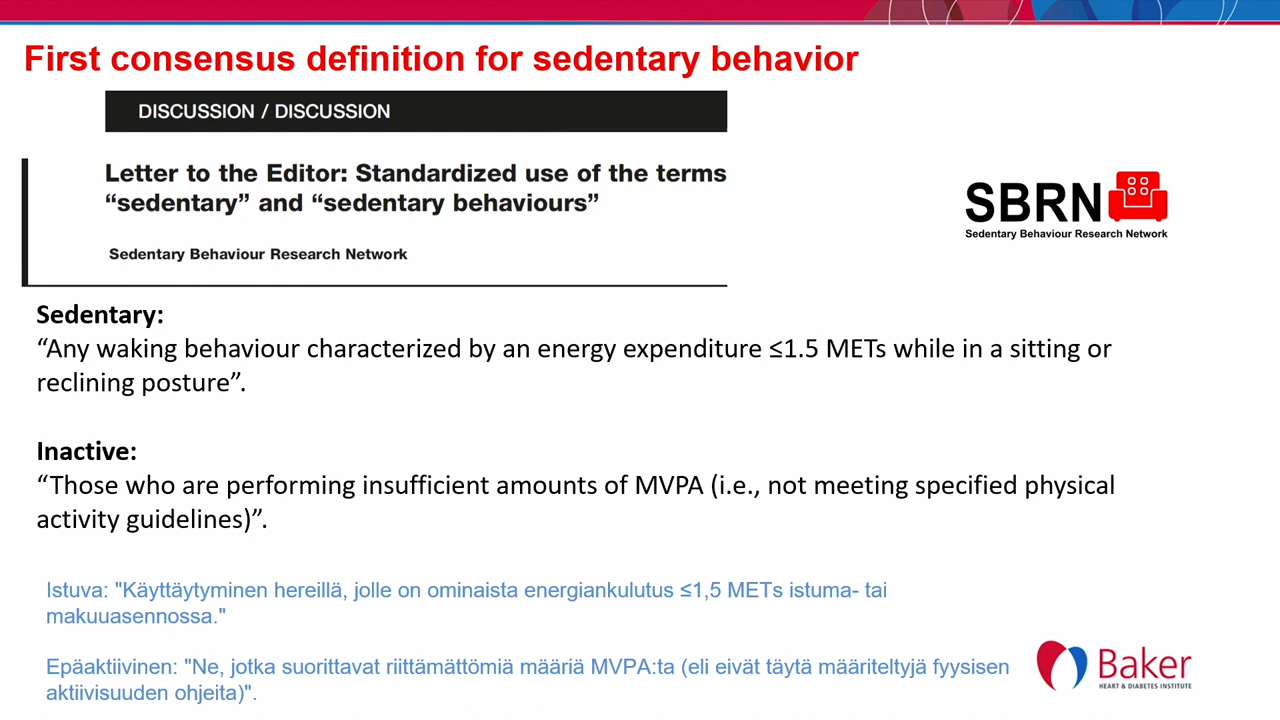 First consensus definition for sedentary behavior
DISCUSSION / DISCUSSION
Letter to the Editor: Standardized use of the terms
“sedentary” and “sedentary behaviours”
Sedentary Behaviour Research Network
SBRN
Sedentary Behaviour Research Network
Sedentary:
“Any waking behaviour characterized by an energy expenditure ≤1.5 METs while in a sitting or
reclining posture”.
Inactive:
“Those who are performing insufficient amounts of MVPA (i.e., not meeting specified physical
activity guidelines)”.
Istuva: "Käyttäytyminen hereillä, jolle on ominaista energiankulutus ≤1,5 METs istuma- tai
makuuasennossa."
Epäaktiivinen: "Ne, jotka suorittavat riittämättömiä määriä MVPA:ta (eli eivät täytä määriteltyjä fyysisen
aktiivisuuden ohjeita)".
Baker
HEART & DIABETES INSTITUTE